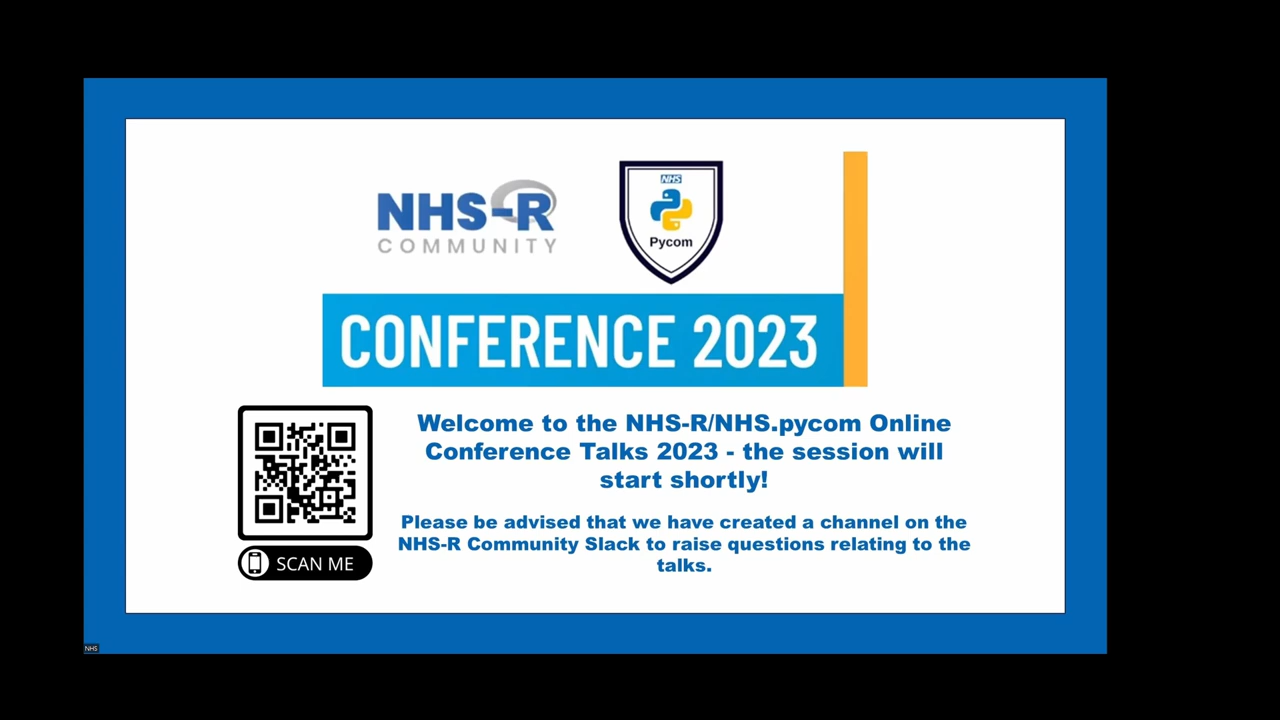 NHS-R
COMMUNITY
NHS
Pycom
CONFERENCE 2023
Welcome to the NHS-R/NHS.pycom Online
Conference Talks 2023 - the session will
start shortly!
Please be advised that we have created a channel on the
NHS-R Community Slack to raise questions relating to the
talks.
SCAN ME
NHS